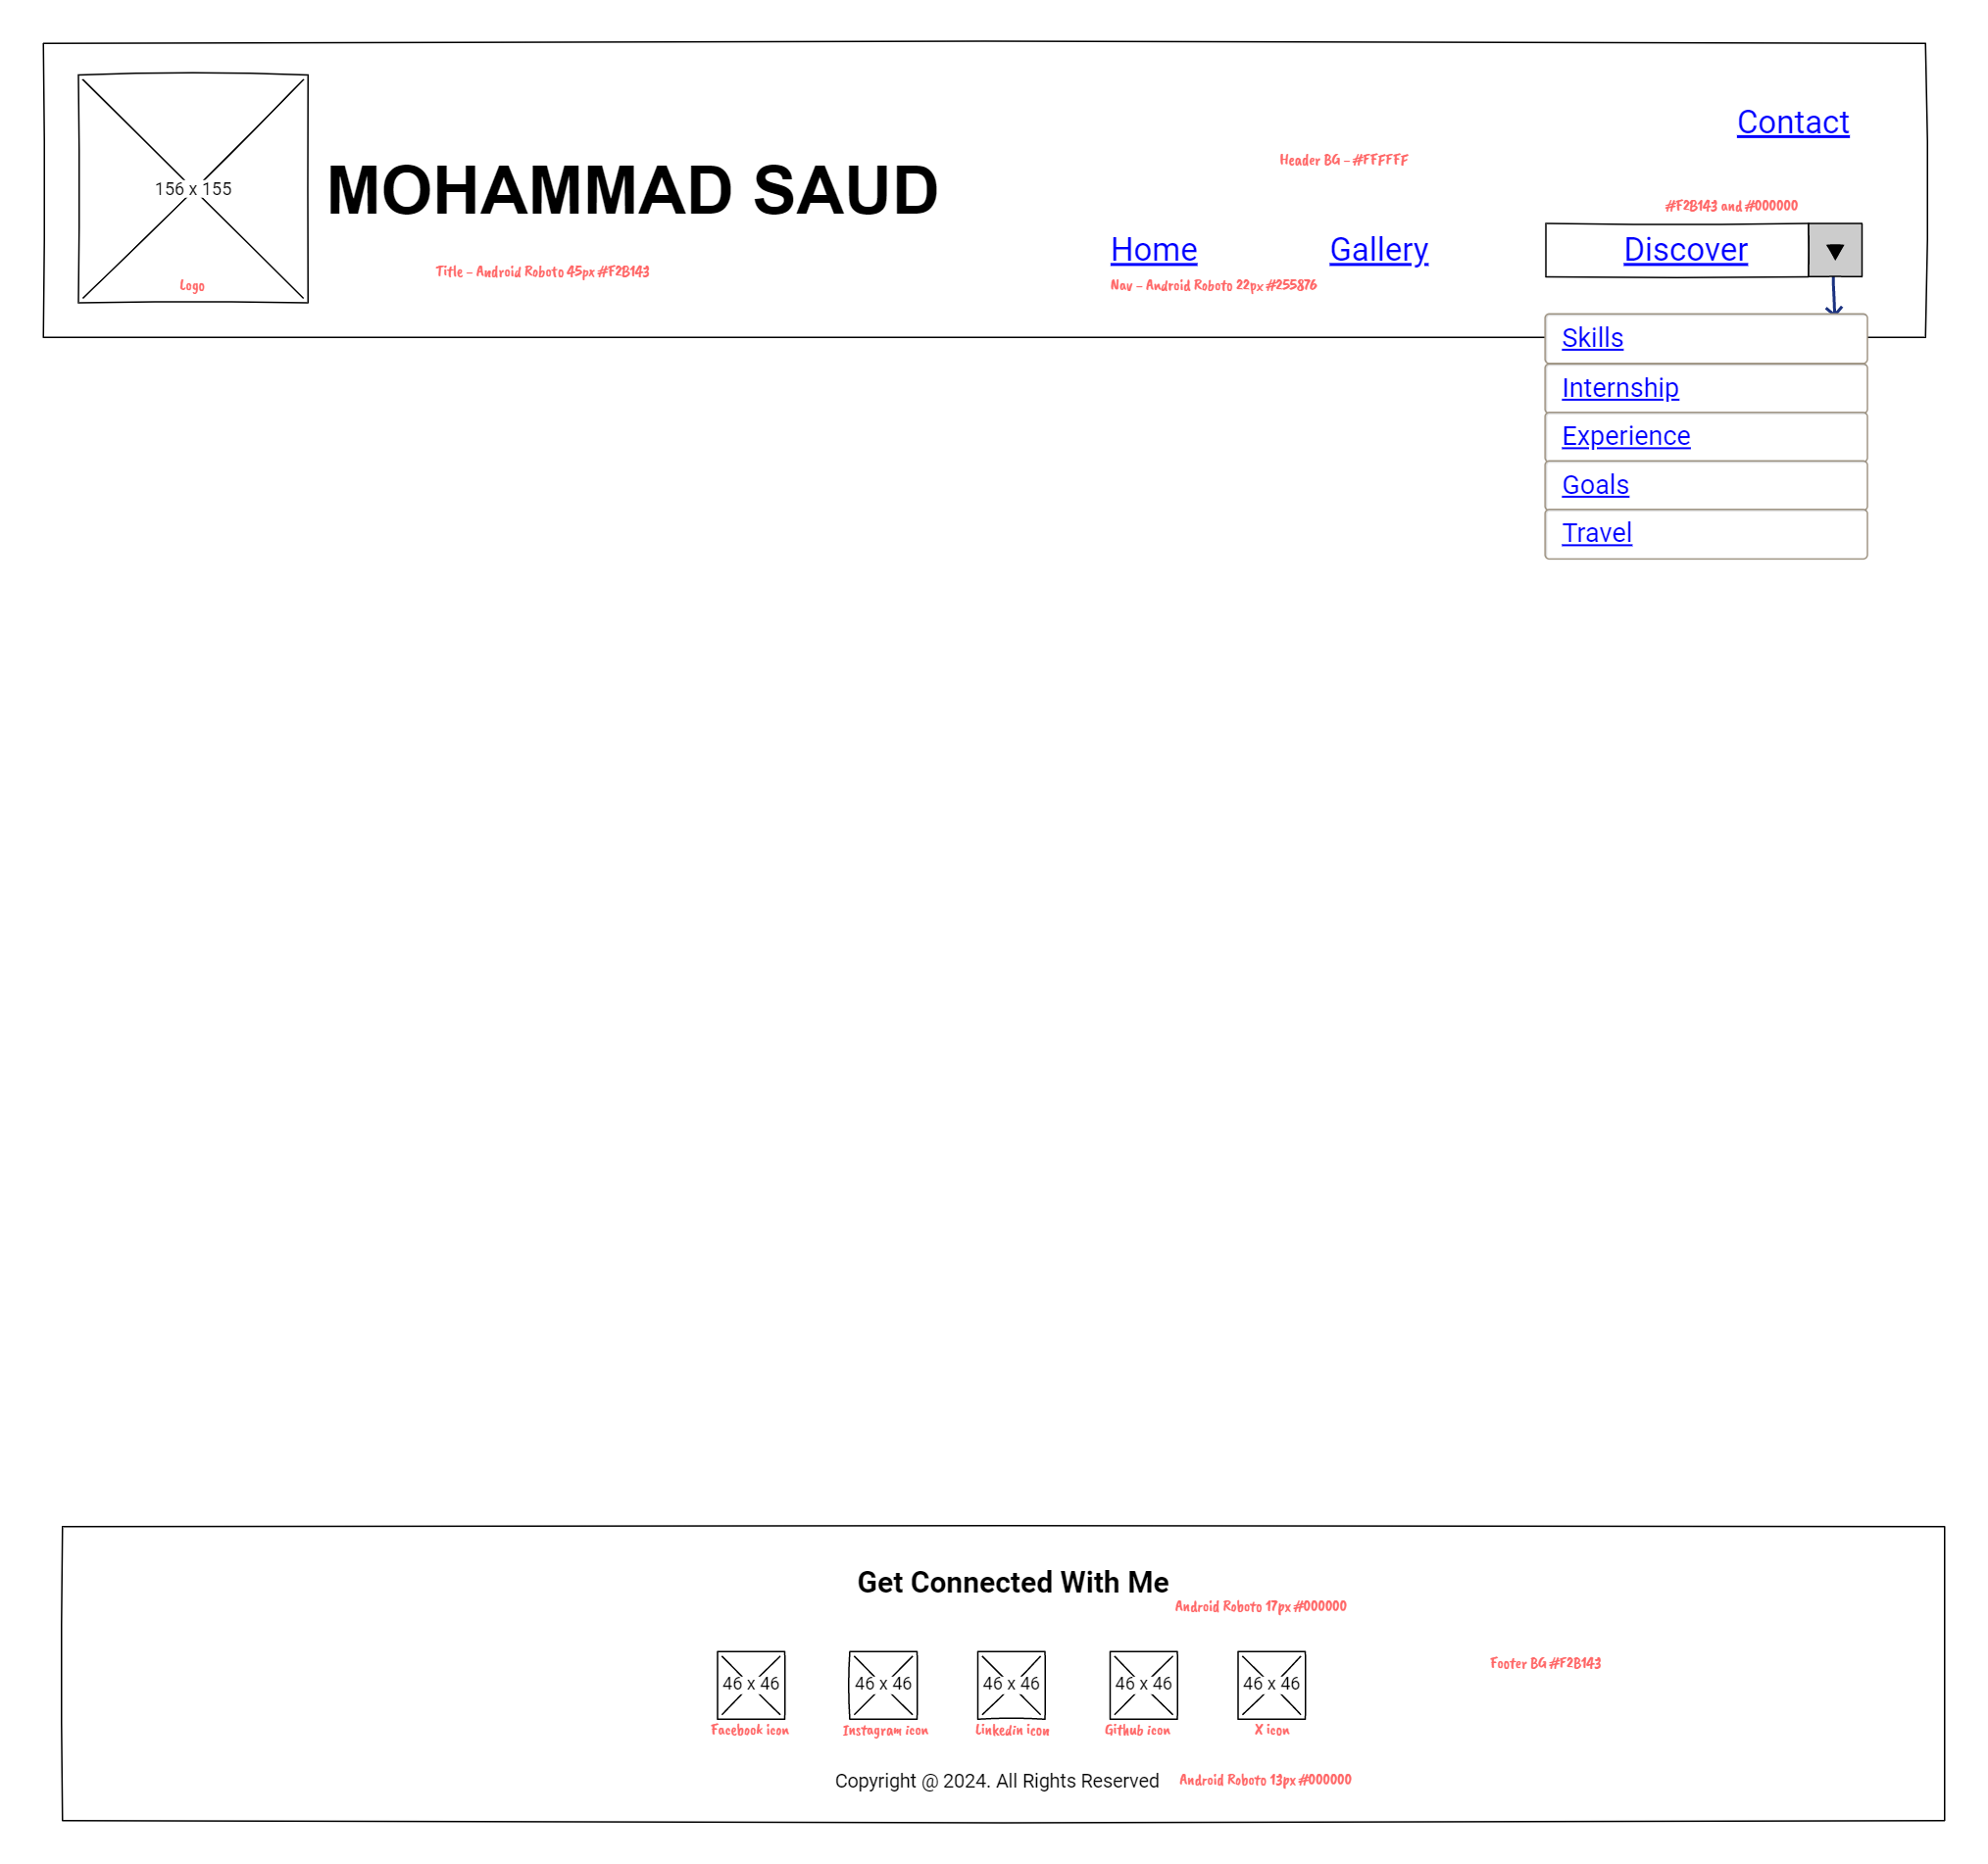 Contact
Header BG - #FFFFFF
156 x 155
MOHAMMAD SAUD
#F2B143 and #000000
Home
Gallery
Discover
Title - Android Roboto 45px #F2B143
Logo
Nav - Android Roboto 22px #255876
Skills
Internship
Experience
Goals
Travel
Get Connected With Me
Android Roboto 17px #000000
Footer BG #F2B143
46 x 46
46 x 46
46 x 46
46 x 46
46 x 46
Facebook icon
Instagram icon
Linkedin icon
Github icon
X icon
Copyright @ 2024. All Rights Reserved
Android Roboto 13px #000000